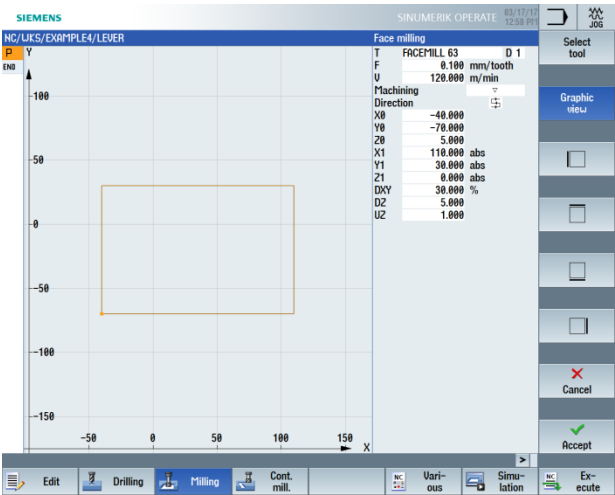 SIEMENS
SINUMERIK OPERATE 03/17/17 12:58 PM
JOG
NC/WKS/EXAMPLE4/LEVER
Face milling
Select tool
P Y
END
T FACEMILL 63 D 1
F 0.100 mm/tooth
V 120.000 m/min
Machining ▽
Direction
X0 -40.000
Y0 -70.000
Z0 5.000
X1 110.000 abs
Y1 30.000 abs
Z1 0.000 abs
DXY 30.000 %
DZ 5.000
UZ 1.000
Graphic view
100
50
0
-50
-100
-150
-50 0 50 100 150
X
Cancel
Accept
>
Edit
Drilling
Milling
Cont. mill.
NC Vari- ous
Simu- lation
NC Ex- ecute